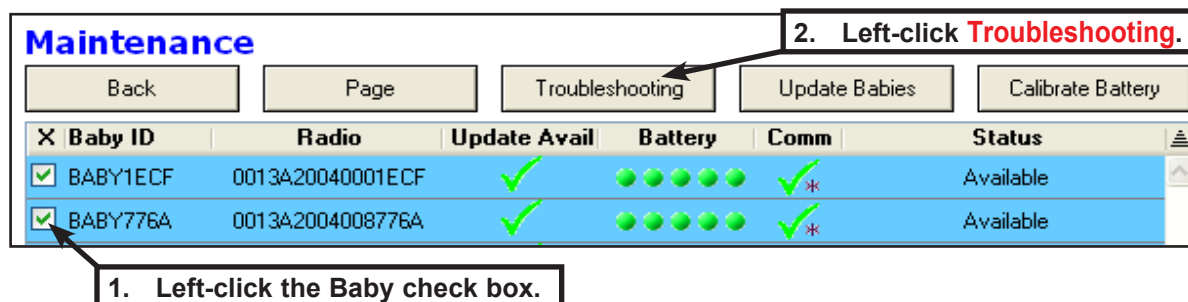 Maintenance
2. Left-click Troubleshooting.
Back Page Troubleshooting Update Babies Calibrate Battery
X Baby ID Radio Update Avail Battery Comm Status
BABY1ECF 0013A20040001ECF * Available
BABY776A 0013A2004008776A * Available
1. Left-click the Baby check box.